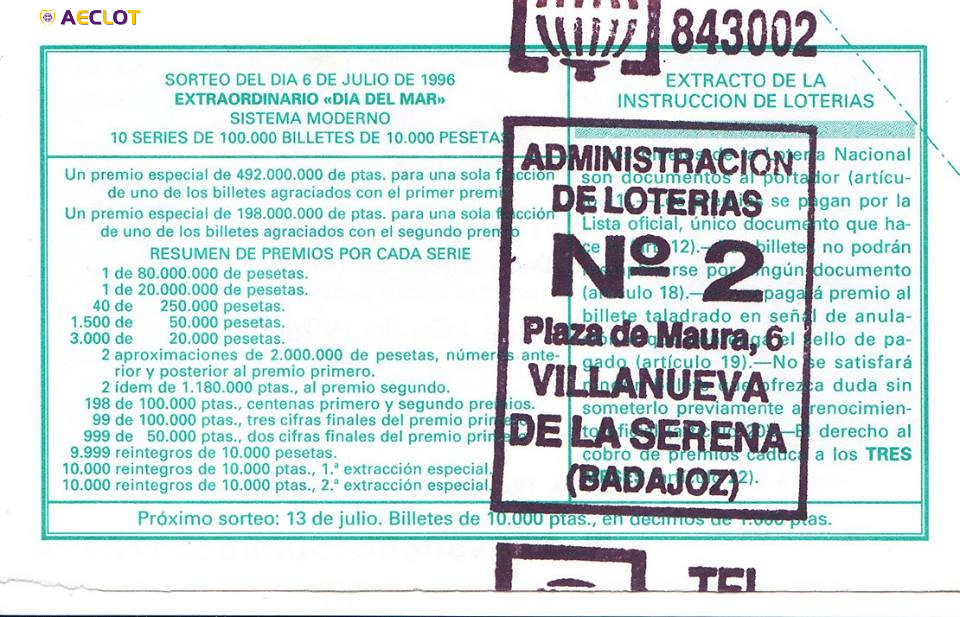 AECLOT
843002
SORTEO DEL DIA 6 DE JULIO DE 1996
EXTRAORDINARIO «DIA DEL MAR»
SISTEMA MODERNO
10 SERIES DE 100.000 BILLETES DE 10.000 PESETAS
Un premio especial de 492.000.000 de ptas. para una sola fracción
de uno de los billetes agraciados con el primer premio
Un premio especial de 198.000.000 de ptas. para una sola fracción
de uno de los billetes agraciados con el segundo premio
RESUMEN DE PREMIOS POR CADA SERIE
1 de 80.000.000 de pesetas.
1 de 20.000.000 de pesetas.
40 de 250.000 pesetas.
1.500 de 50.000 pesetas.
3.000 de 20.000 pesetas.
2 aproximaciones de 2.000.000 de pesetas, números ante-
rior y posterior al premio primero.
2 ídem de 1.180.000 ptas., al premio segundo.
198 de 100.000 ptas., centenas primero y segundo premios.
99 de 100.000 ptas., tres cifras finales del premio primero.
999 de 50.000 ptas., dos cifras finales del premio primero.
9.999 reintegros de 10.000 pesetas.
10.000 reintegros de 10.000 ptas., 1.ª extracción especial.
10.000 reintegros de 10.000 ptas., 2.ª extracción especial.
EXTRACTO DE LA
INSTRUCCION DE LOTERIAS
de la Lotería Nacional
son documentos al portador (artícu-
se pagan por la
Lista oficial, único documento que ha-
ce 12).— billetes no podrán
por ningún documento
(artículo 18).— pagará premio al
billete taladrado en señal de anula-
el sello de pa-
gado (artículo 19).—No se satisfará
que ofrezca duda sin
someterlo previamente a renocimien-
El derecho al
cobro de premios caduca a los TRES
MESES
Próximo sorteo: 13 de julio. Billetes de 10.000 ptas., en décimos de 1.000 ptas.
ADMINISTRACION
DE LOTERIAS
Nº 2
Plaza de Maura, 6
VILLANUEVA
DE LA SERENA
(BADAJOZ)
TEL